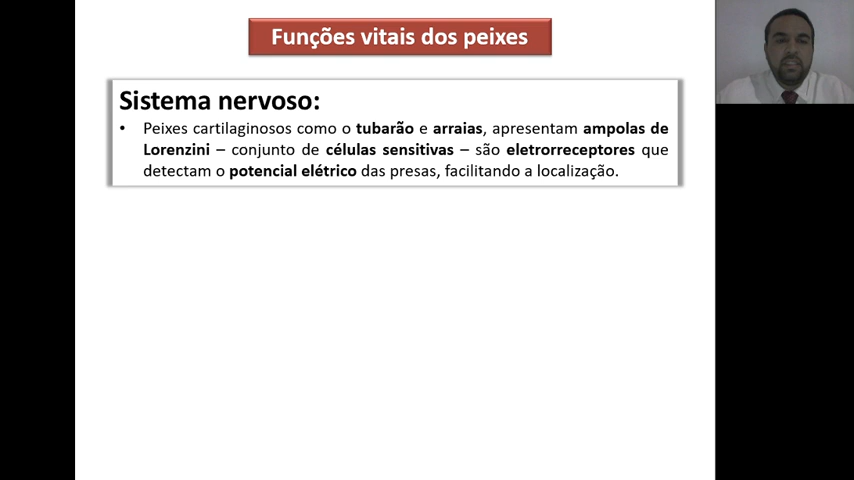 Funções vitais dos peixes
Sistema nervoso:
• Peixes cartilaginosos como o tubarão e arraias, apresentam ampolas de
Lorenzini – conjunto de células sensitivas – são eletrorreceptores que
detectam o potencial elétrico das presas, facilitando a localização.